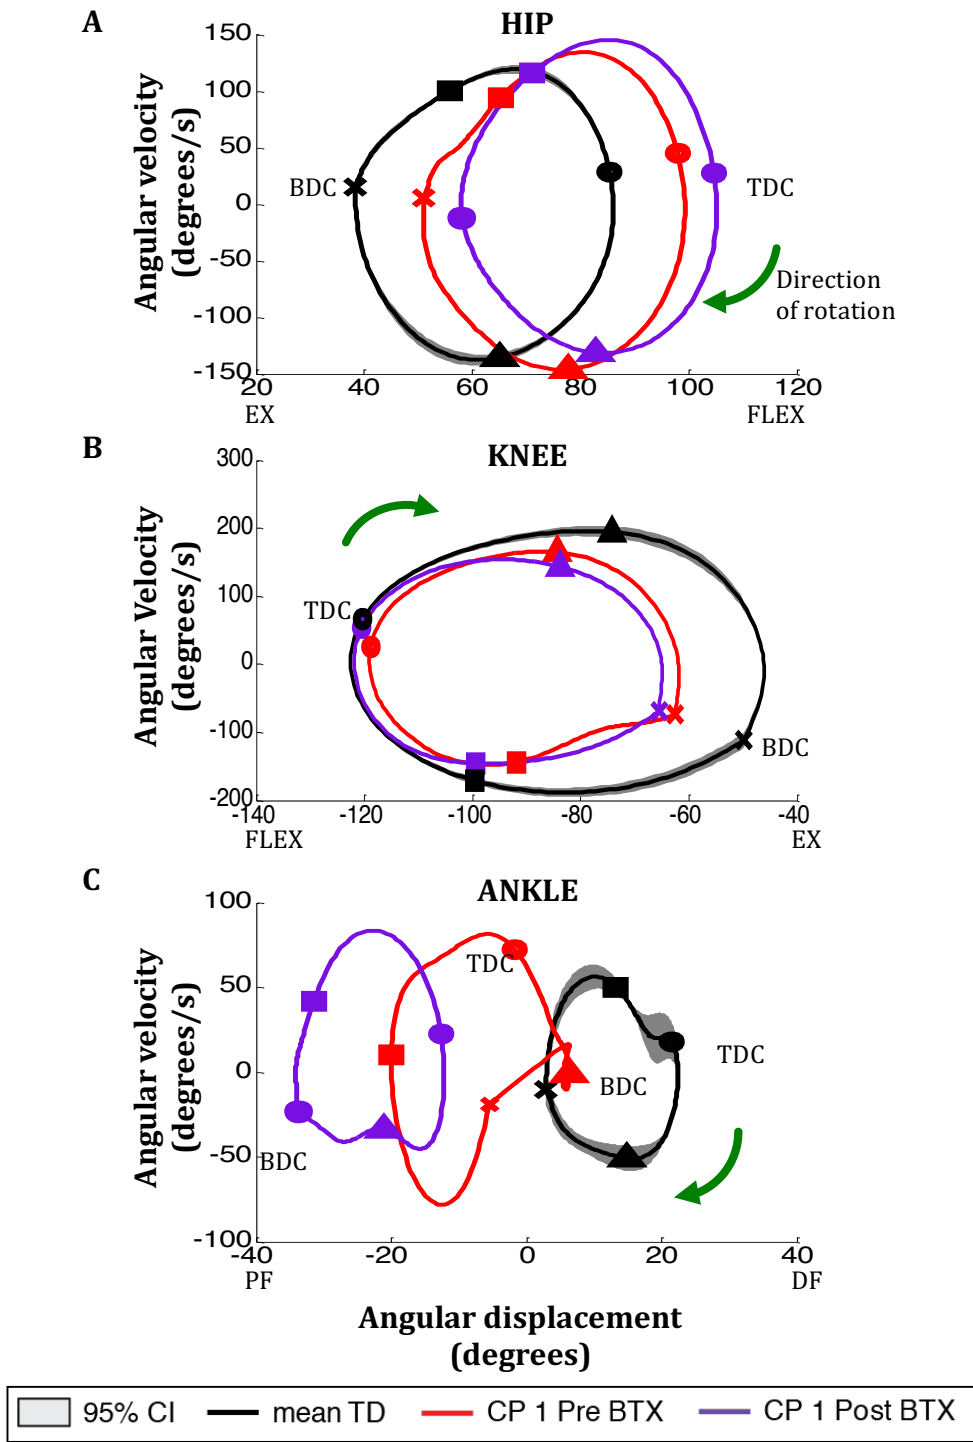 A
HIP
Angular velocity
(degrees/s)
150
100
50
0
-50
-100
-150
BDC
TDC
Direction
of rotation
20
40
60
80
100
120
EX
FLEX
B
KNEE
Angular Velocity
(degrees/s)
300
200
100
0
-100
-200
TDC
BDC
-140
-120
-100
-80
-60
-40
FLEX
EX
C
ANKLE
Angular velocity
(degrees/s)
100
50
0
-50
-100
TDC
TDC
BDC
BDC
-40
-20
0
20
40
PF
DF
Angular displacement
(degrees)
95% CI
mean TD
CP 1 Pre BTX
CP 1 Post BTX